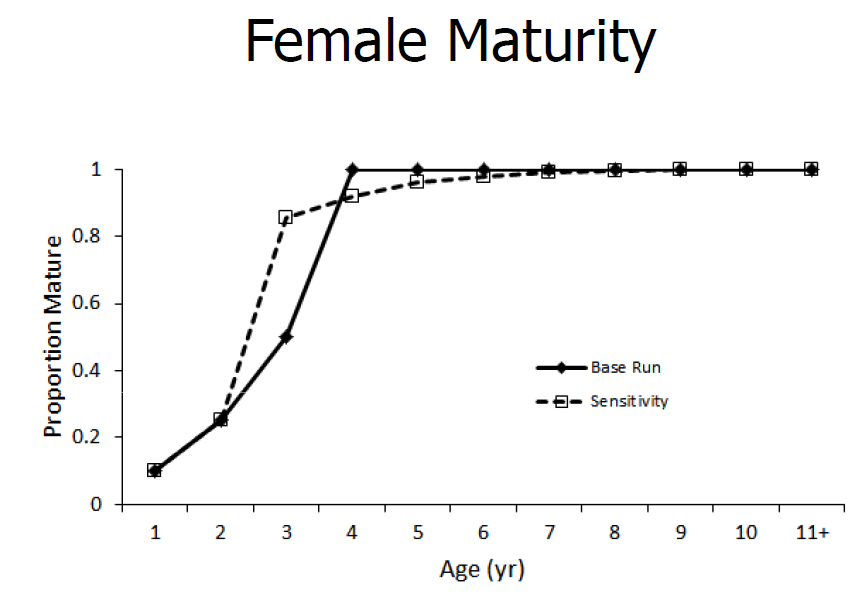 Female Maturity
1
0.8
0.6
0.4
0.2
0
Proportion Mature
Base Run
Sensitivity
1 2 3 4 5 6 7 8 9 10 11+
Age (yr)